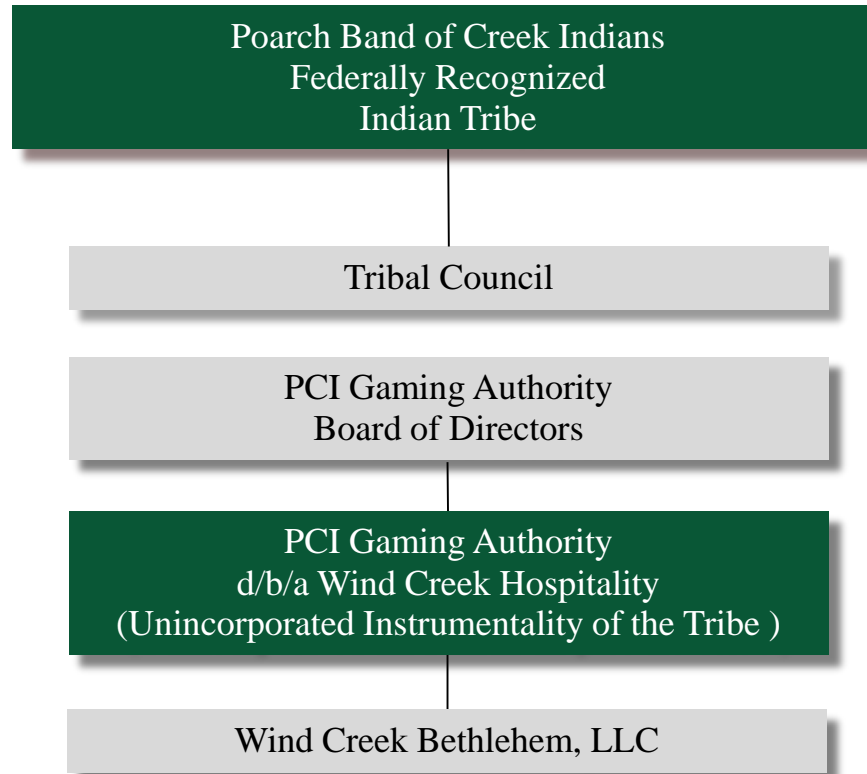 Poarch Band of Creek Indians
Federally Recognized
Indian Tribe
Tribal Council
PCI Gaming Authority
Board of Directors
PCI Gaming Authority
d/b/a Wind Creek Hospitality
(Unincorporated Instrumentality of the Tribe )
Wind Creek Bethlehem, LLC